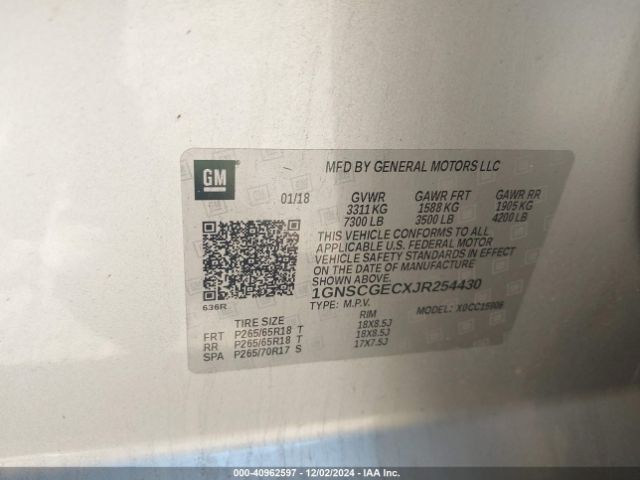 GM
MFD BY GENERAL MOTORS LLC
01/18 GVWR GAWR FRT GAWR RR
3311 KG 1588 KG 1905 KG
7300 LB 3500 LB 4200 LB
THIS VEHICLE CONFORMS TO ALL
APPLICABLE U.S. FEDERAL MOTOR
VEHICLE SAFETY STANDARDS IN EFFECT
ON THE DATE OF MANUFACTURE
SHOWN ABOVE.
1GNSCGECXJR254430
636R
TYPE: M.P.V. MODEL: X0CC15906
TIRE SIZE RIM
FRT P265/65R18 T 18X8.5J
RR P265/65R18 T 18X8.5J
SPA P265/70R17 S 17X7.5J
000-40962597 - 12/02/2024 - IAA Inc.